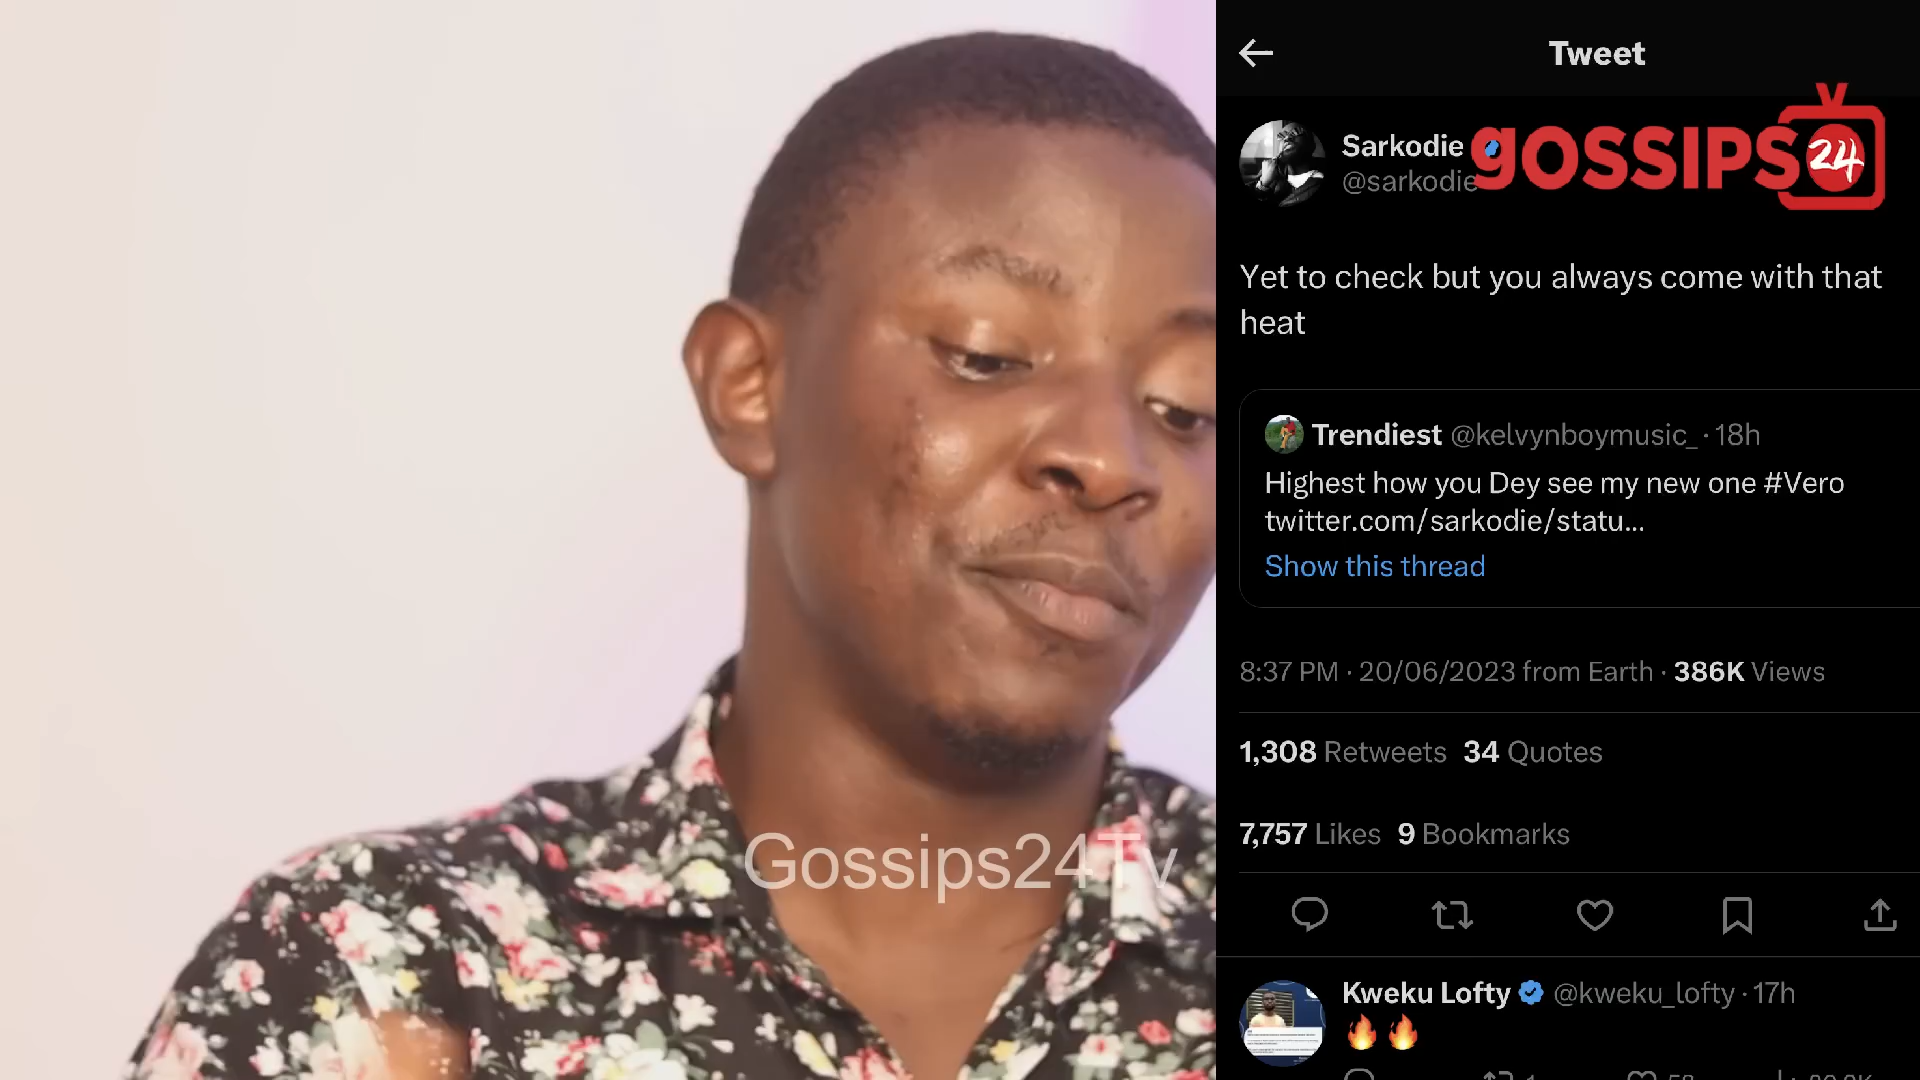 Tweet
Sarkodie
@sarkodie
gOSSIPS 24
Yet to check but you always come with that
heat
Trendiest @kelvynboymusic_ · 18h
Highest how you Dey see my new one #Vero
twitter.com/sarkodie/statu...
Show this thread
8:37 PM · 20/06/2023 from Earth · 386K Views
1,308 Retweets 34 Quotes
7,757 Likes 9 Bookmarks
Kweku Lofty @kweku_lofty · 17h
🔥🔥
Gossips24Tv